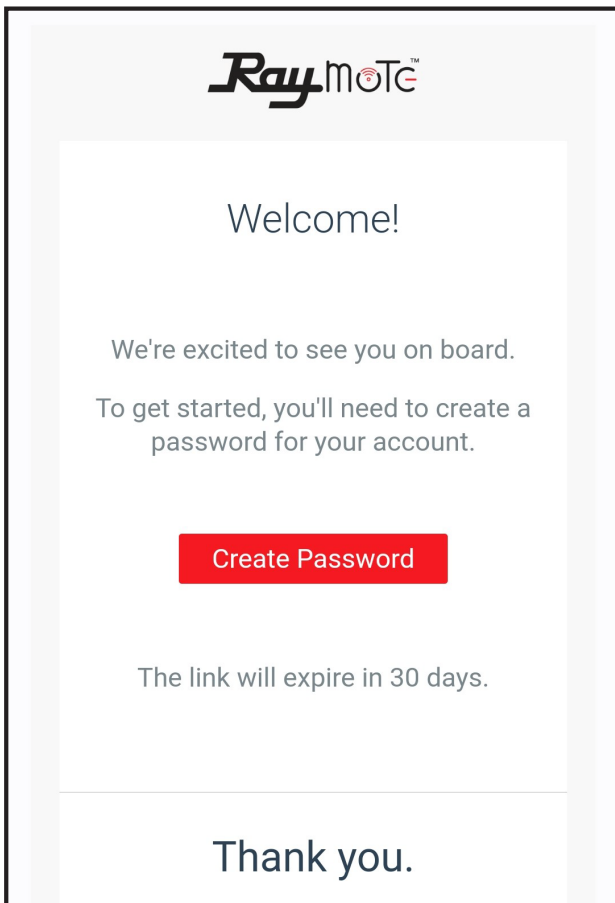 RaymoTe™
Welcome!
We're excited to see you on board.
To get started, you'll need to create a
password for your account.
Create Password
The link will expire in 30 days.
Thank you.